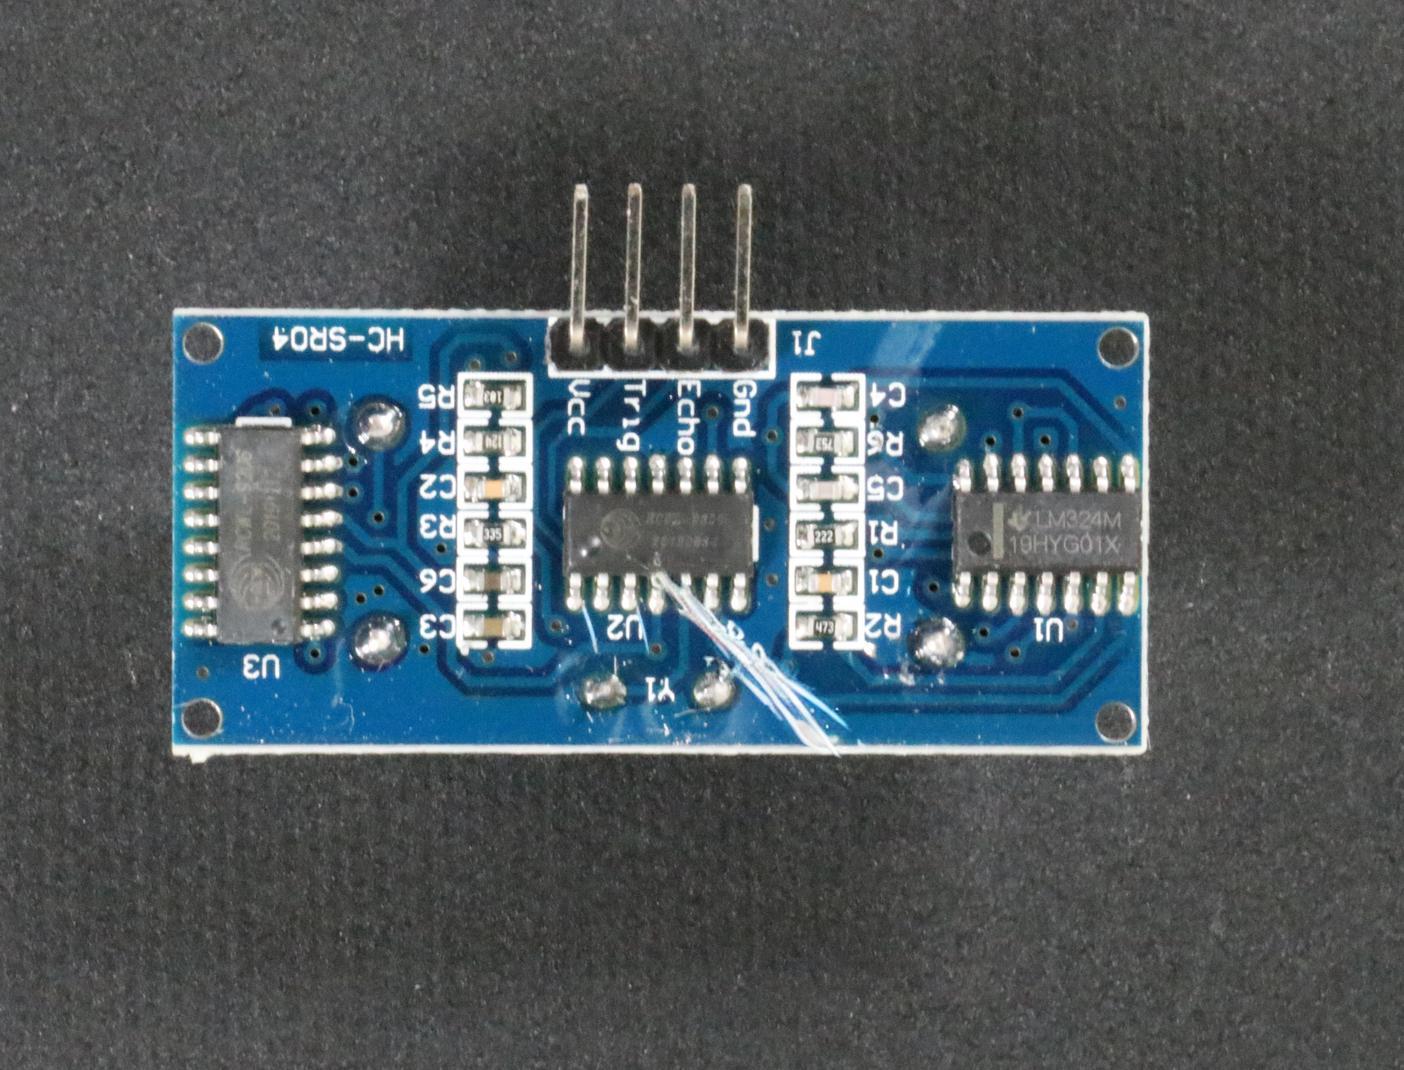 HC-SR04
J1
Vcc
Trig
Echo
Gnd
R5
103
R4
124
C2
R3
335
C6
C3
C4
R6
753
C5
R1
222
C1
R2
473
LM324M
19HYG01X
U3
U2
U1
Y1